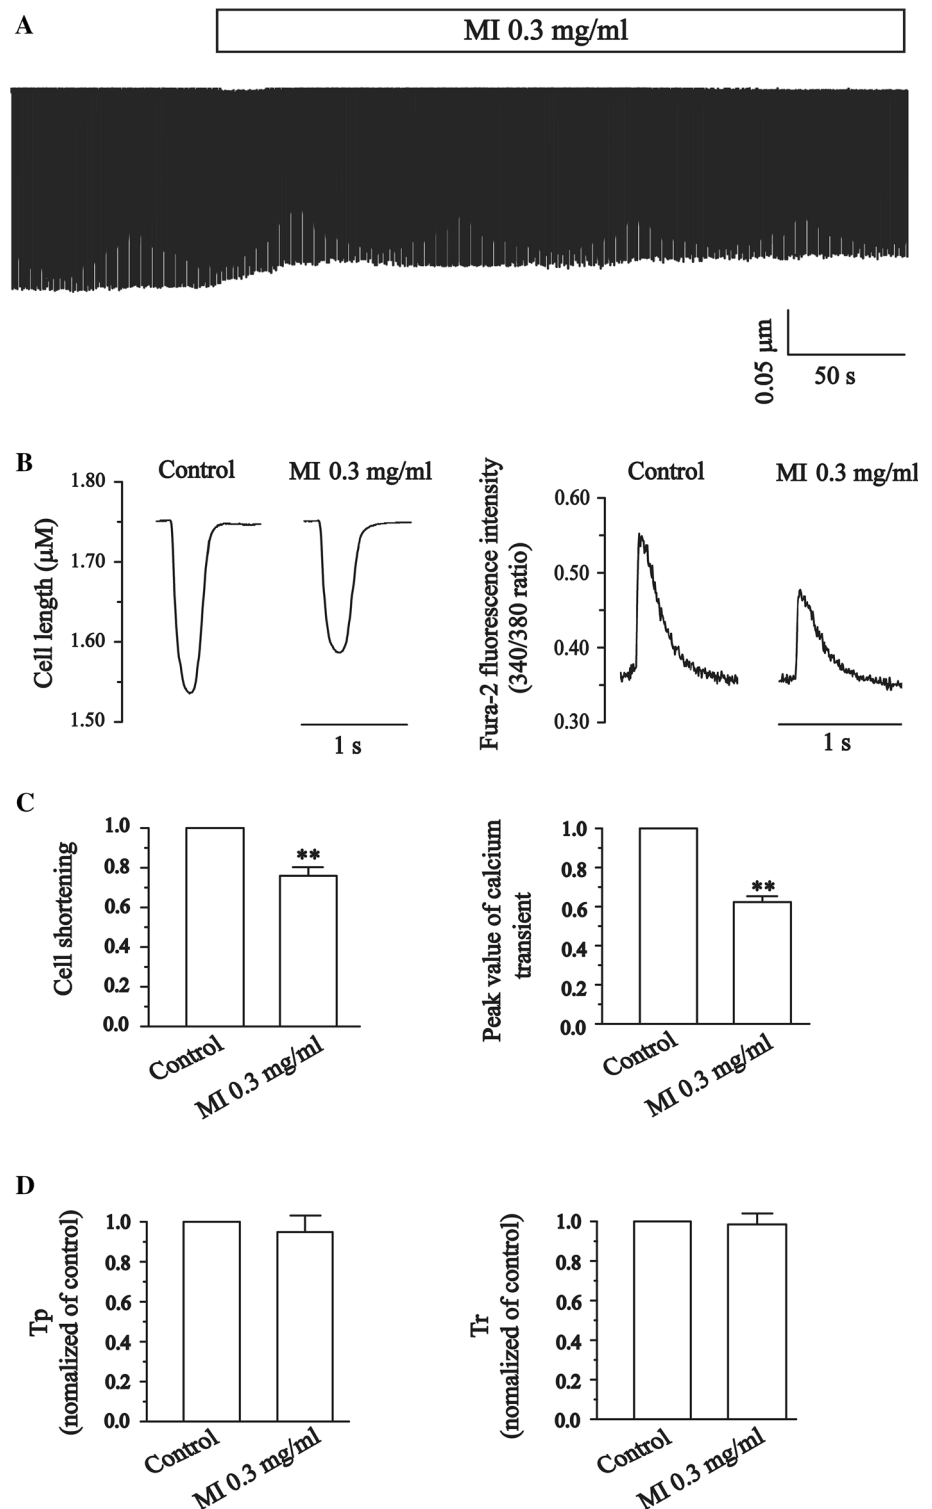 A
MI 0.3 mg/ml
0.05 µm
50 s
B
Control
MI 0.3 mg/ml
Cell length (µM)
1.80
1.70
1.60
1.50
1 s
Fura-2 fluorescence intensity
(340/380 ratio)
Control
MI 0.3 mg/ml
0.60
0.50
0.40
0.30
1 s
C
Cell shortening
1.0
0.8
0.6
0.4
0.2
0.0
**
Control
MI 0.3 mg/ml
Peak value of calcium
transient
1.0
0.8
0.6
0.4
0.2
0.0
**
Control
MI 0.3 mg/ml
D
Tp
(nomalized of control)
1.0
0.8
0.6
0.4
0.2
0.0
Control
MI 0.3 mg/ml
Tr
(nomalized of control)
1.0
0.8
0.6
0.4
0.2
0.0
Control
MI 0.3 mg/ml